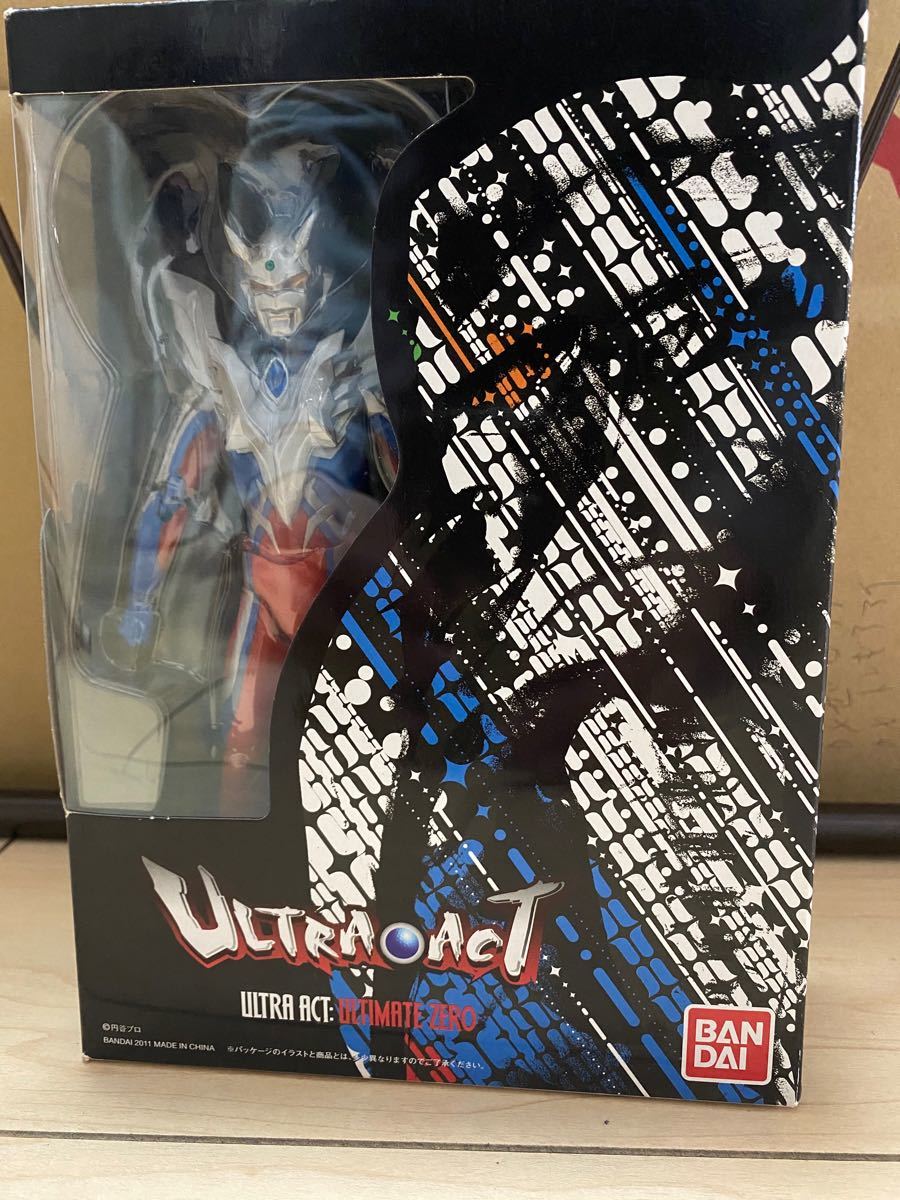 ULTRA ACT
ULTRA ACT: ULTIMATE ZERO
©円谷プロ
BANDAI 2011 MADE IN CHINA ※パッケージのイラストと商品とは、多少異なりますのでご了承ください。
BAN
DAI